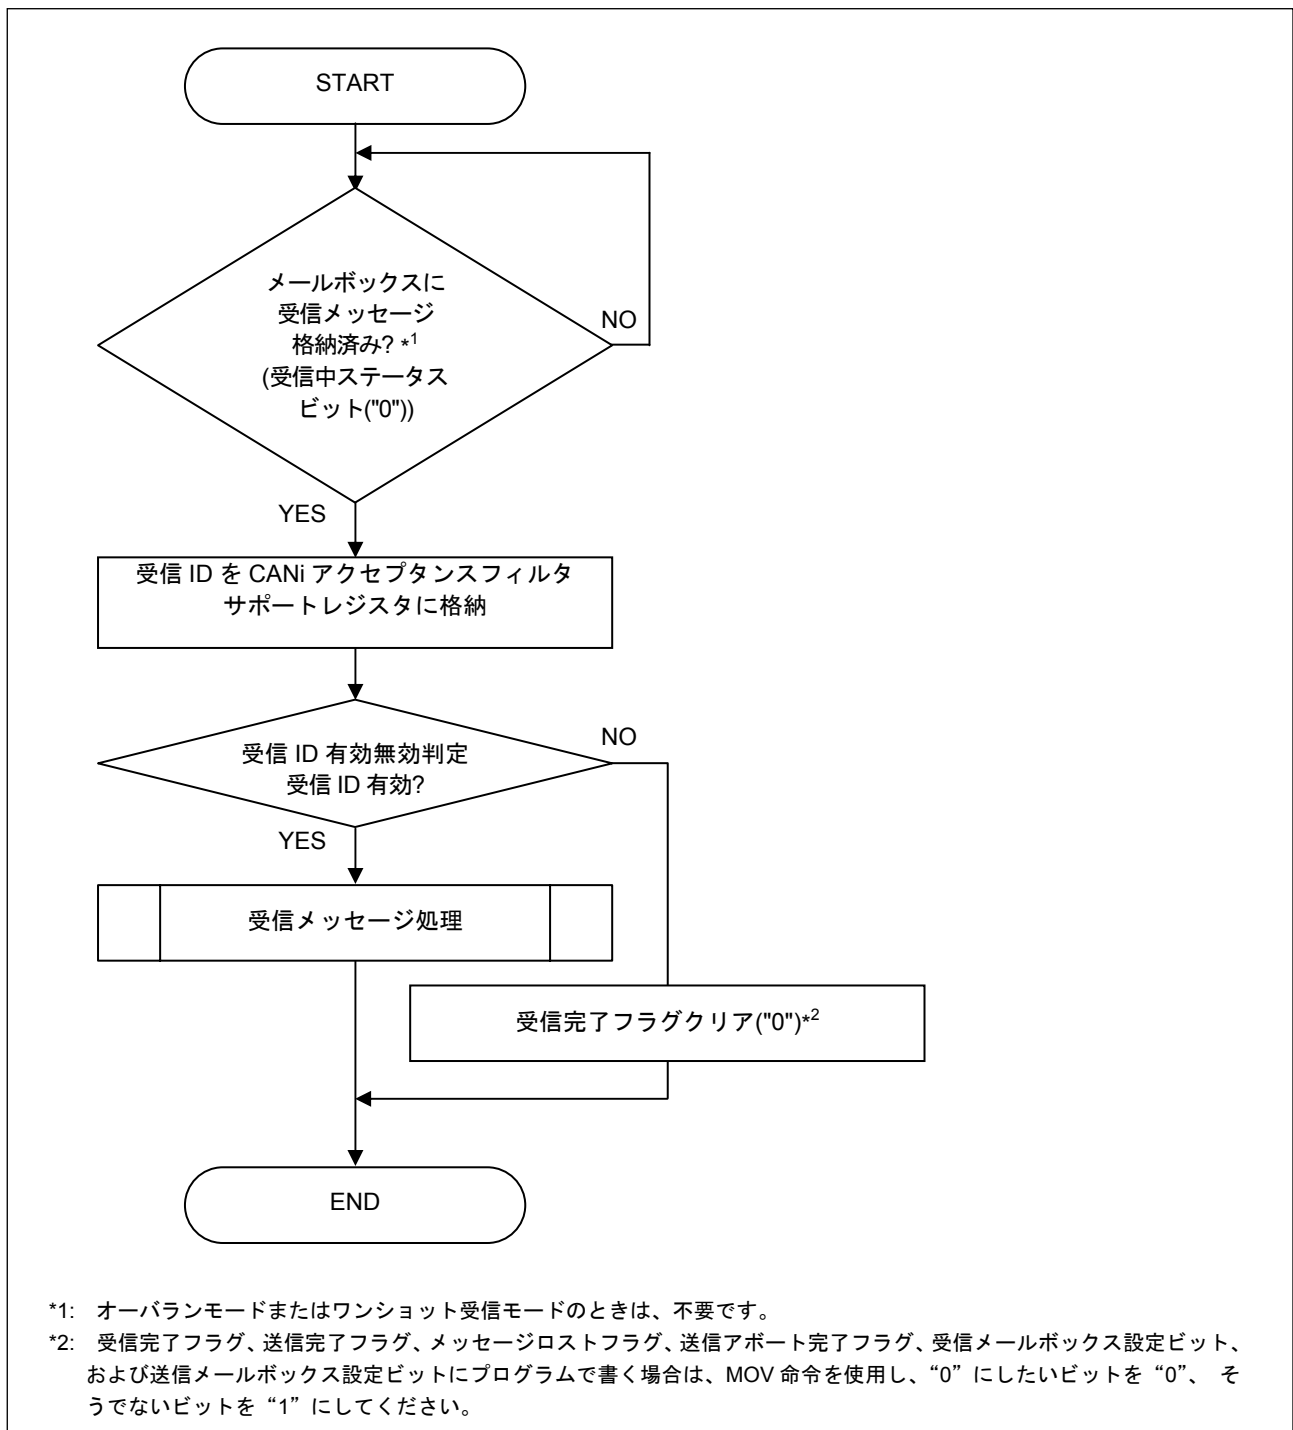 START
メールボックスに
受信メッセージ
格納済み? *1
(受信中ステータス
ビット("0"))
NO
YES
受信 ID を CANi アクセプタンスフィルタ
サポートレジスタに格納
受信 ID 有効無効判定
受信 ID 有効?
NO
YES
受信メッセージ処理
受信完了フラグクリア("0")*2
END
*1: オーバランモードまたはワンショット受信モードのときは、不要です。
*2: 受信完了フラグ、送信完了フラグ、メッセージロストフラグ、送信アボート完了フラグ、受信メールボックス設定ビット、
および送信メールボックス設定ビットにプログラムで書く場合は、MOV 命令を使用し、“0”にしたいビットを“0”、 そ
うでないビットを“1”にしてください。